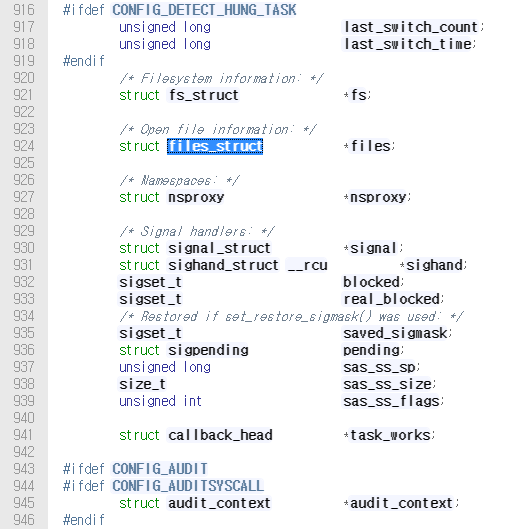 916 #ifdef CONFIG_DETECT_HUNG_TASK
917 unsigned long last_switch_count;
918 unsigned long last_switch_time;
919 #endif
920 /* Filesystem information: */
921 struct fs_struct *fs;
922
923 /* Open file information: */
924 struct files_struct *files;
925
926 /* Namespaces: */
927 struct nsproxy *nsproxy;
928
929 /* Signal handlers: */
930 struct signal_struct *signal;
931 struct sighand_struct __rcu *sighand;
932 sigset_t blocked;
933 sigset_t real_blocked;
934 /* Restored if set_restore_sigmask() was used: */
935 sigset_t saved_sigmask;
936 struct sigpending pending;
937 unsigned long sas_ss_sp;
938 size_t sas_ss_size;
939 unsigned int sas_ss_flags;
940
941 struct callback_head *task_works;
942
943 #ifdef CONFIG_AUDIT
944 #ifdef CONFIG_AUDITSYSCALL
945 struct audit_context *audit_context;
946 #endif